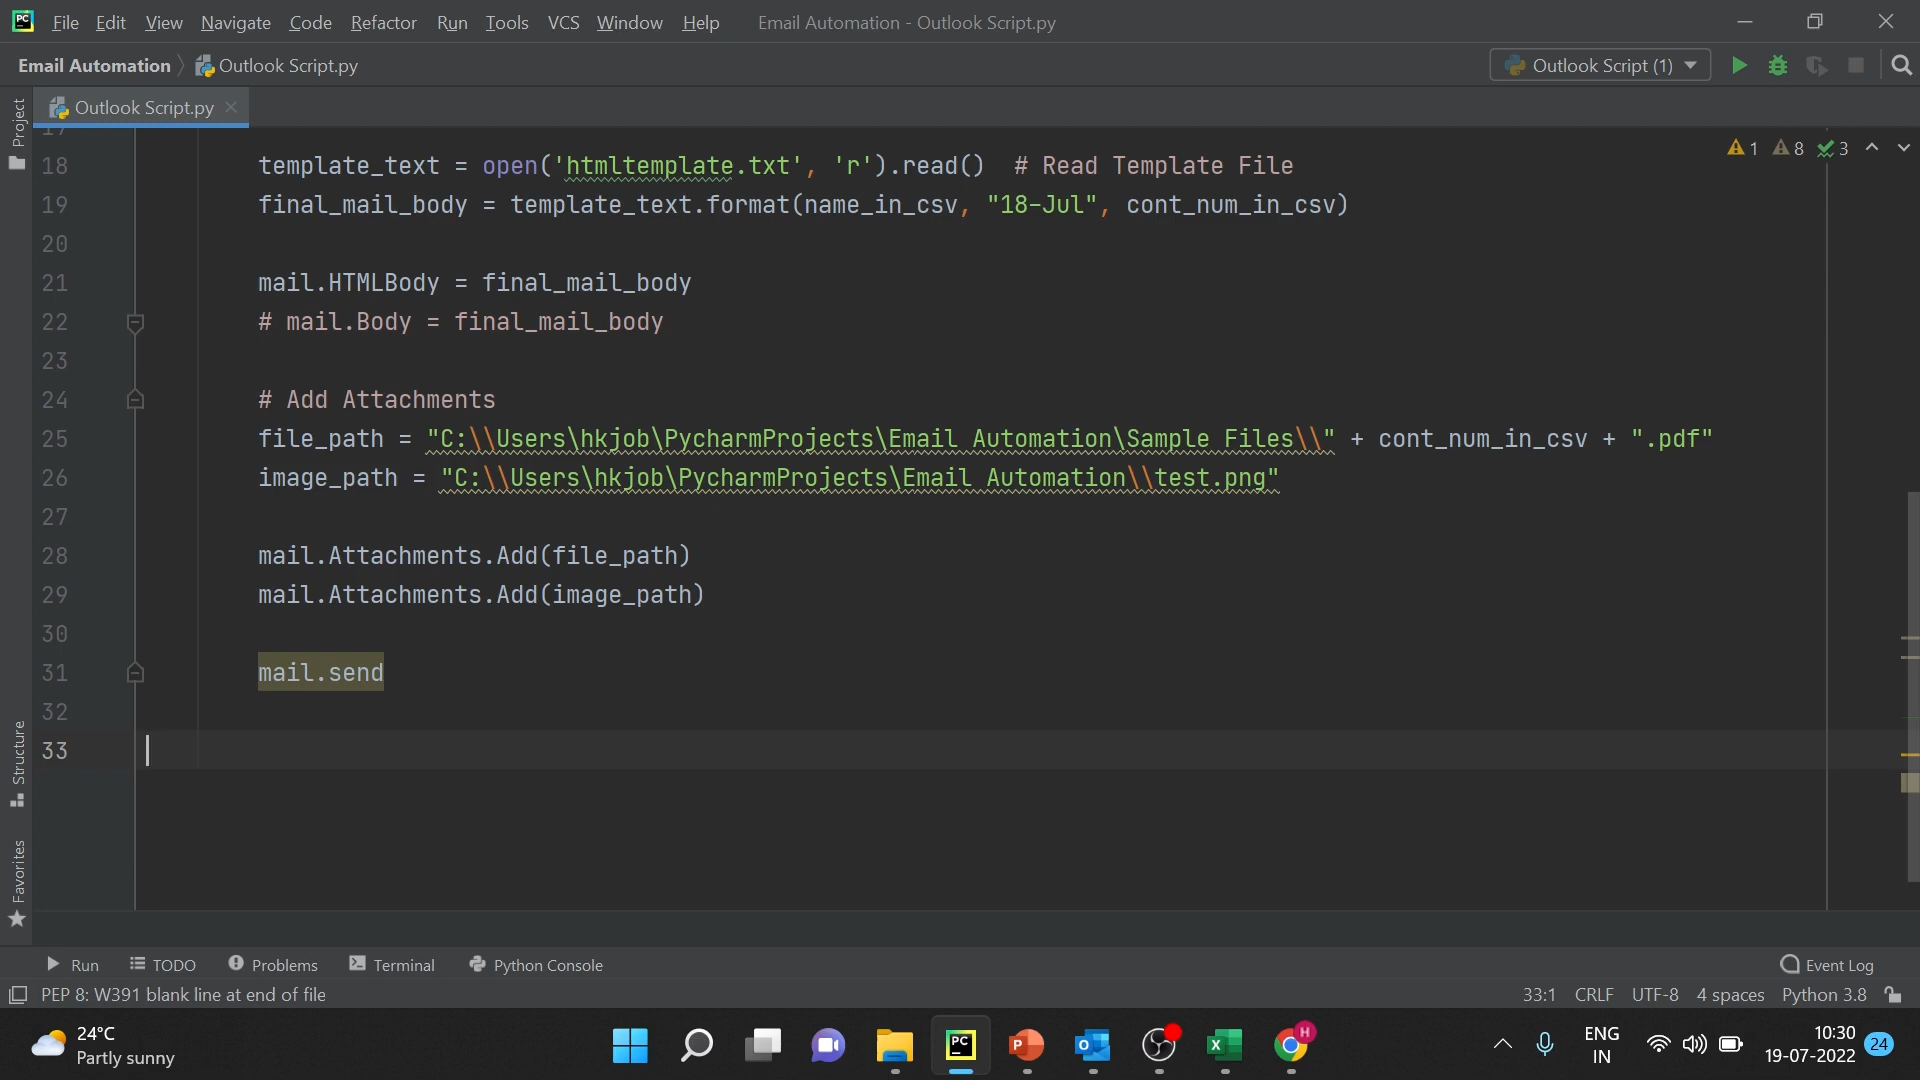 File Edit View Navigate Code Refactor Run Tools VCS Window Help Email Automation - Outlook Script.py
Email Automation Outlook Script.py Outlook Script (1)
Outlook Script.py
Project
17
1 8 3
18 template_text = open('htmltemplate.txt', 'r').read()  # Read Template File
19 final_mail_body = template_text.format(name_in_csv, "18-Jul", cont_num_in_csv)
20
21 mail.HTMLBody = final_mail_body
22 # mail.Body = final_mail_body
23
24 # Add Attachments
25 file_path = "C:\\Users\hkjob\PycharmProjects\Email Automation\Sample Files\\" + cont_num_in_csv + ".pdf"
26 image_path = "C:\\Users\hkjob\PycharmProjects\Email Automation\\test.png"
27
28 mail.Attachments.Add(file_path)
29 mail.Attachments.Add(image_path)
30
31 mail.send
32
33
Structure
Favorites
Run TODO Problems Terminal Python Console Event Log
PEP 8: W391 blank line at end of file 33:1 CRLF UTF-8 4 spaces Python 3.8
24°C
Partly sunny
PC
P
O
X
H
ENG
IN
10:30
19-07-2022
24